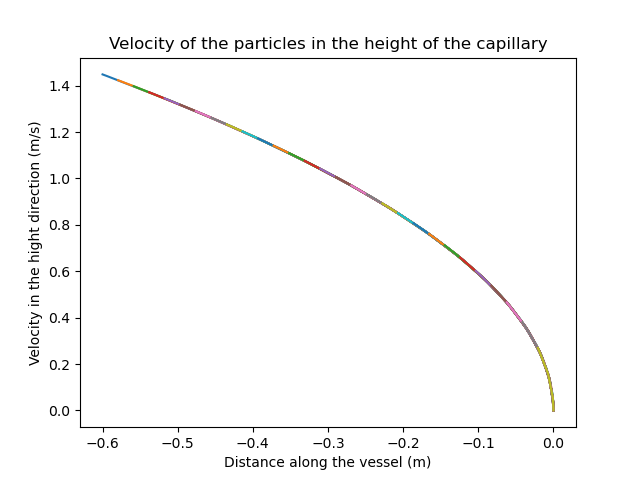 Velocity of the particles in the height of the capillary
Velocity in the hight direction (m/s)
1.4
1.2
1.0
0.8
0.6
0.4
0.2
0.0
−0.6 −0.5 −0.4 −0.3 −0.2 −0.1 0.0
Distance along the vessel (m)